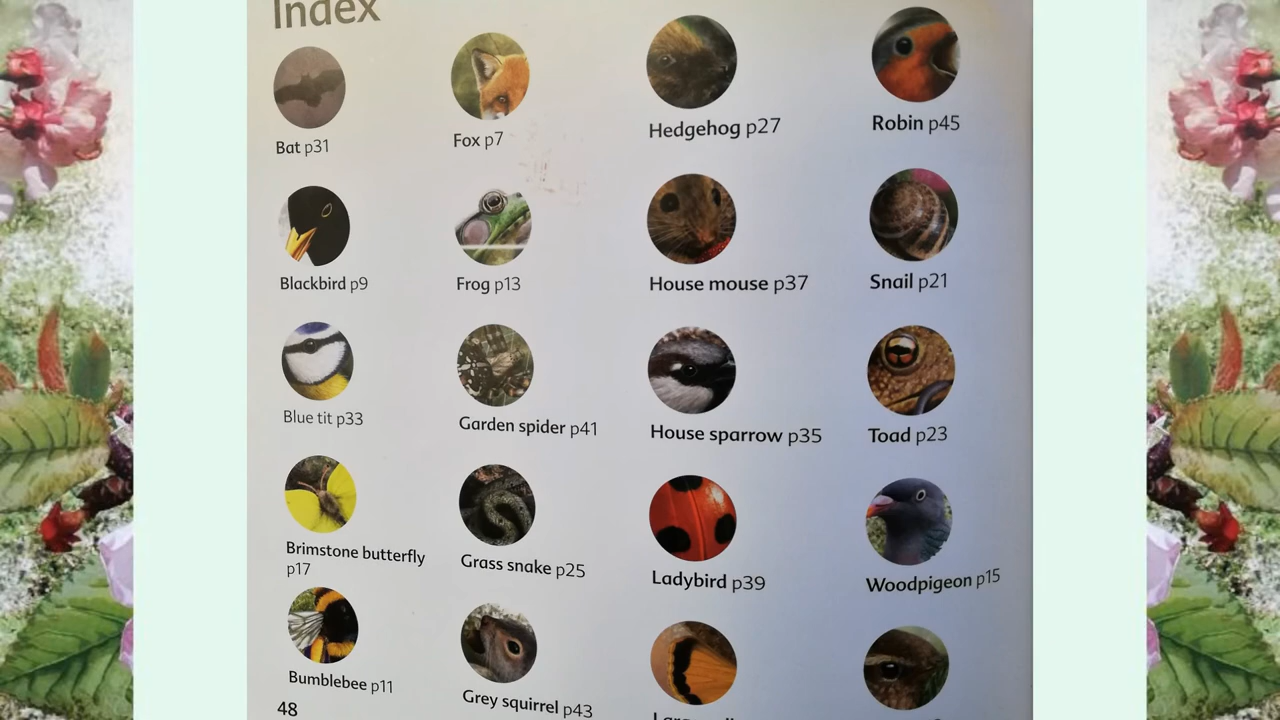 Index
Bat p31
Fox p7
Hedgehog p27
Robin p45
Blackbird p9
Frog p13
House mouse p37
Snail p21
Blue tit p33
Garden spider p41
House sparrow p35
Toad p23
Brimstone butterfly
p17
Grass snake p25
Ladybird p39
Woodpigeon p15
Bumblebee p11
Grey squirrel p43
48